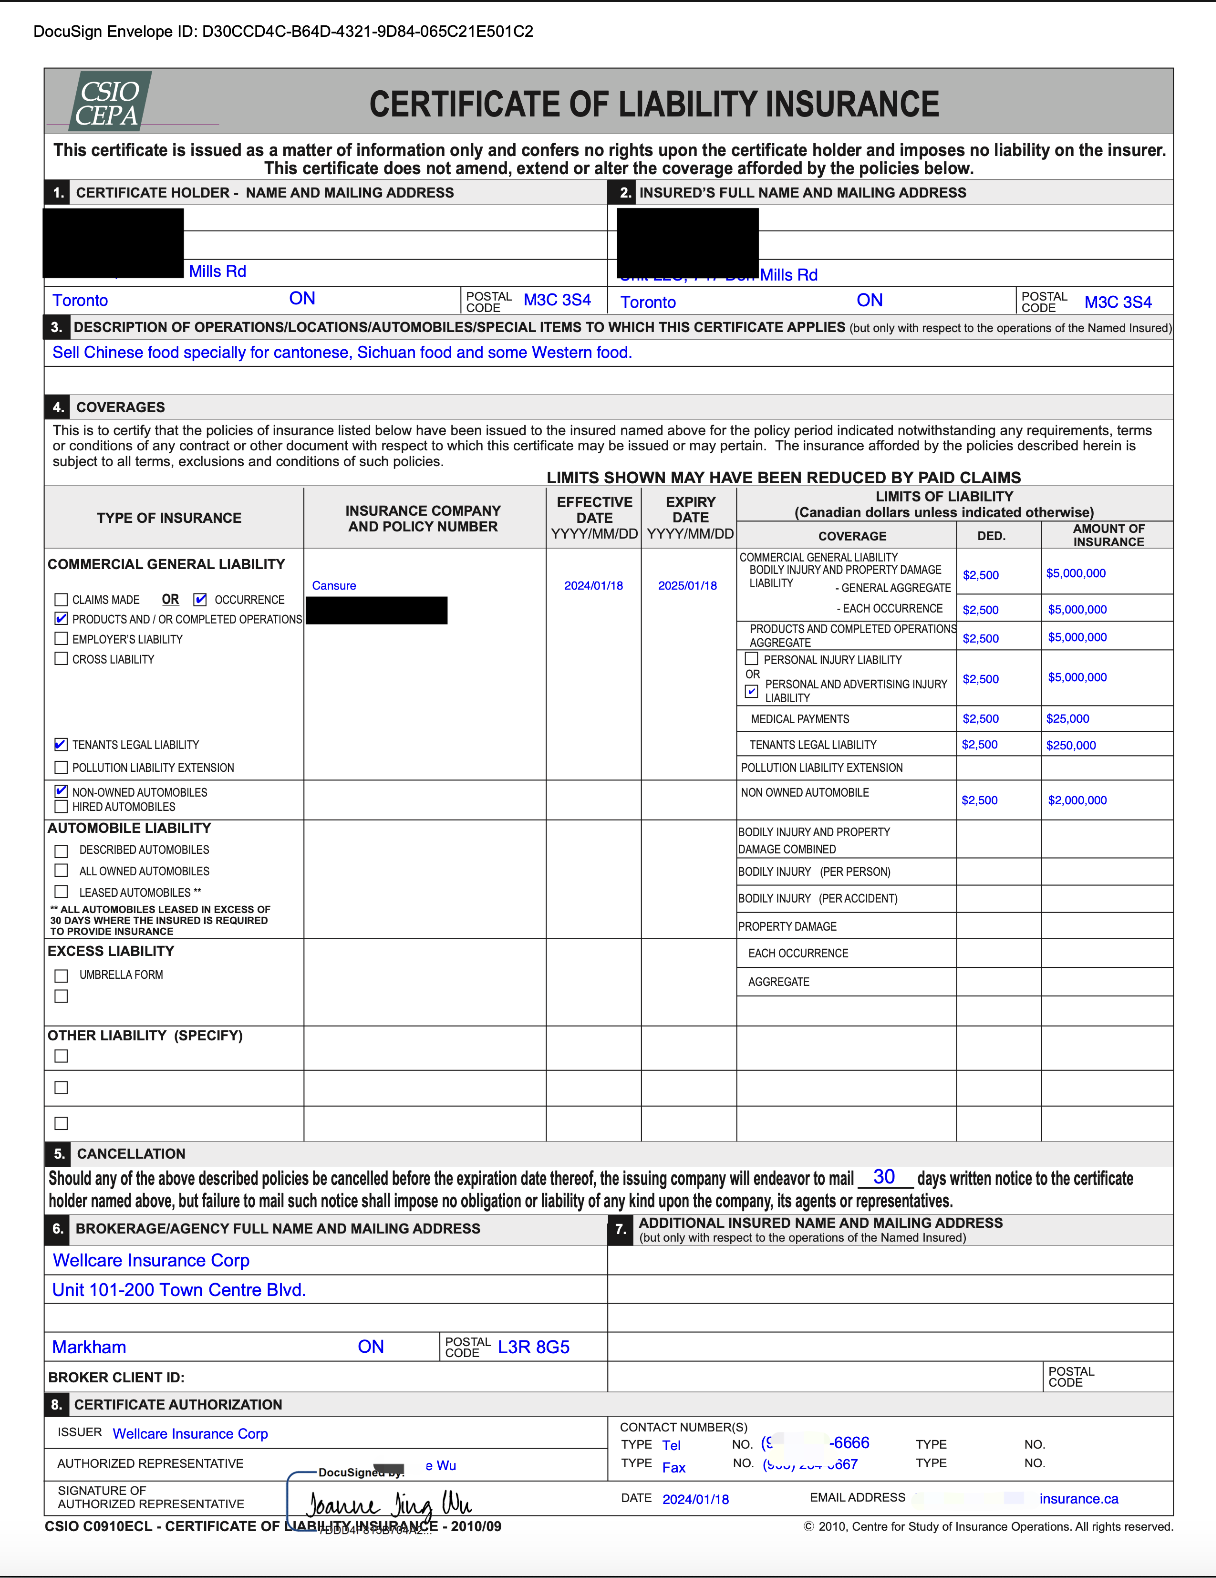 DocuSign Envelope ID: D30CCD4C-B64D-4321-9D84-065C21E501C2
CSIO
CEPA
CERTIFICATE OF LIABILITY INSURANCE
This certificate is issued as a matter of information only and confers no rights upon the certificate holder and imposes no liability on the insurer.
This certificate does not amend, extend or alter the coverage afforded by the policies below.
1. CERTIFICATE HOLDER - NAME AND MAILING ADDRESS
Mills Rd
Toronto ON POSTAL CODE M3C 3S4
2. INSURED'S FULL NAME AND MAILING ADDRESS
Mills Rd
Toronto ON POSTAL CODE M3C 3S4
3. DESCRIPTION OF OPERATIONS/LOCATIONS/AUTOMOBILES/SPECIAL ITEMS TO WHICH THIS CERTIFICATE APPLIES (but only with respect to the operations of the Named Insured)
Sell Chinese food specially for cantonese, Sichuan food and some Western food.
4. COVERAGES
This is to certify that the policies of insurance listed below have been issued to the insured named above for the policy period indicated notwithstanding any requirements, terms
or conditions of any contract or other document with respect to which this certificate may be issued or may pertain. The insurance afforded by the policies described herein is
subject to all terms, exclusions and conditions of such policies.
LIMITS SHOWN MAY HAVE BEEN REDUCED BY PAID CLAIMS
TYPE OF INSURANCE
INSURANCE COMPANY
AND POLICY NUMBER
EFFECTIVE
DATE
YYYY/MM/DD
EXPIRY
DATE
YYYY/MM/DD
LIMITS OF LIABILITY
(Canadian dollars unless indicated otherwise)
COVERAGE
DED.
AMOUNT OF
INSURANCE
COMMERCIAL GENERAL LIABILITY
CLAIMS MADE OR ✔ OCCURRENCE
✔ PRODUCTS AND / OR COMPLETED OPERATIONS
EMPLOYER'S LIABILITY
CROSS LIABILITY
✔ TENANTS LEGAL LIABILITY
POLLUTION LIABILITY EXTENSION
✔ NON-OWNED AUTOMOBILES
HIRED AUTOMOBILES
Cansure
2024/01/18
2025/01/18
COMMERCIAL GENERAL LIABILITY
BODILY INJURY AND PROPERTY DAMAGE
LIABILITY
- GENERAL AGGREGATE $2,500 $5,000,000
- EACH OCCURRENCE $2,500 $5,000,000
PRODUCTS AND COMPLETED OPERATIONS
AGGREGATE $2,500 $5,000,000
PERSONAL INJURY LIABILITY
OR
✔ PERSONAL AND ADVERTISING INJURY
LIABILITY $2,500 $5,000,000
MEDICAL PAYMENTS $2,500 $25,000
TENANTS LEGAL LIABILITY $2,500 $250,000
POLLUTION LIABILITY EXTENSION
NON OWNED AUTOMOBILE $2,500 $2,000,000
AUTOMOBILE LIABILITY
DESCRIBED AUTOMOBILES
ALL OWNED AUTOMOBILES
LEASED AUTOMOBILES **
** ALL AUTOMOBILES LEASED IN EXCESS OF
30 DAYS WHERE THE INSURED IS REQUIRED
TO PROVIDE INSURANCE
BODILY INJURY AND PROPERTY
DAMAGE COMBINED
BODILY INJURY (PER PERSON)
BODILY INJURY (PER ACCIDENT)
PROPERTY DAMAGE
EXCESS LIABILITY
UMBRELLA FORM
EACH OCCURRENCE
AGGREGATE
OTHER LIABILITY (SPECIFY)
5. CANCELLATION
Should any of the above described policies be cancelled before the expiration date thereof, the issuing company will endeavor to mail 30 days written notice to the certificate
holder named above, but failure to mail such notice shall impose no obligation or liability of any kind upon the company, its agents or representatives.
6. BROKERAGE/AGENCY FULL NAME AND MAILING ADDRESS
Wellcare Insurance Corp
Unit 101-200 Town Centre Blvd.
Markham ON POSTAL CODE L3R 8G5
BROKER CLIENT ID:
7. ADDITIONAL INSURED NAME AND MAILING ADDRESS
(but only with respect to the operations of the Named Insured)
POSTAL
CODE
8. CERTIFICATE AUTHORIZATION
ISSUER Wellcare Insurance Corp
AUTHORIZED REPRESENTATIVE e Wu
SIGNATURE OF
AUTHORIZED REPRESENTATIVE
DocuSigned by:
Joanne Jing Wu
CONTACT NUMBER(S)
TYPE Tel NO. (9 -6666 TYPE NO.
TYPE Fax NO. 667 TYPE NO.
DATE 2024/01/18 EMAIL ADDRESS insurance.ca
CSIO C0910ECL - CERTIFICATE OF LIABILITY INSURANCE - 2010/09
© 2010, Centre for Study of Insurance Operations. All rights reserved.